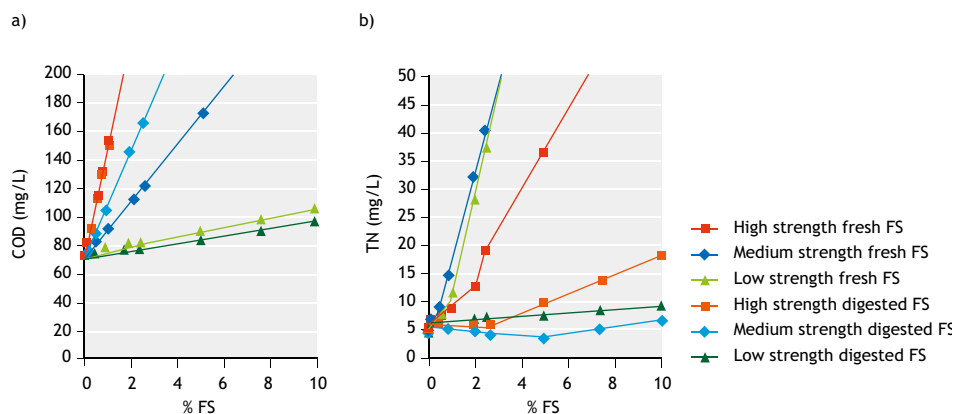 a)
b)
COD (mg/L)
200
180
160
140
120
100
80
60
40
20
0
0 2 4 6 8 10
% FS
TN (mg/L)
50
45
40
35
30
25
20
15
10
5
0
0 2 4 6 8 10
% FS
High strength fresh FS
Medium strength fresh FS
Low strength fresh FS
High strength digested FS
Medium strength digested FS
Low strength digested FS